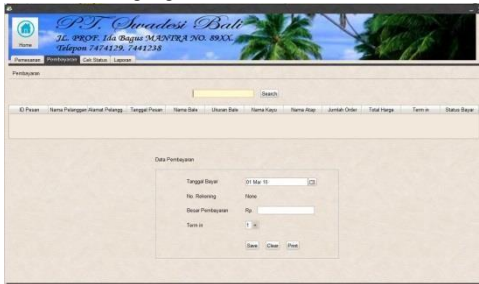 P.T. Swadesi Bali
JL. PROF. Ida Bagus MANTRA NO. 89XX.
Telepon 7474129, 7441238
Home
Pemesanan Pembayaran Cek Status Laporan
Pembayaran
Search
ID Pesan Nama Pelanggan Alamat Pelangg... Tanggal Pesan Nama Bale Ukuran Bale Nama Kayu Nama Atap Jumlah Order Total Harga Term in Status Bayar
Data Pembayaran
Tanggal Bayar 01 Mar 15
No. Rekening None
Besar Pembayaran Rp.
Term in 1
Save Clear Print